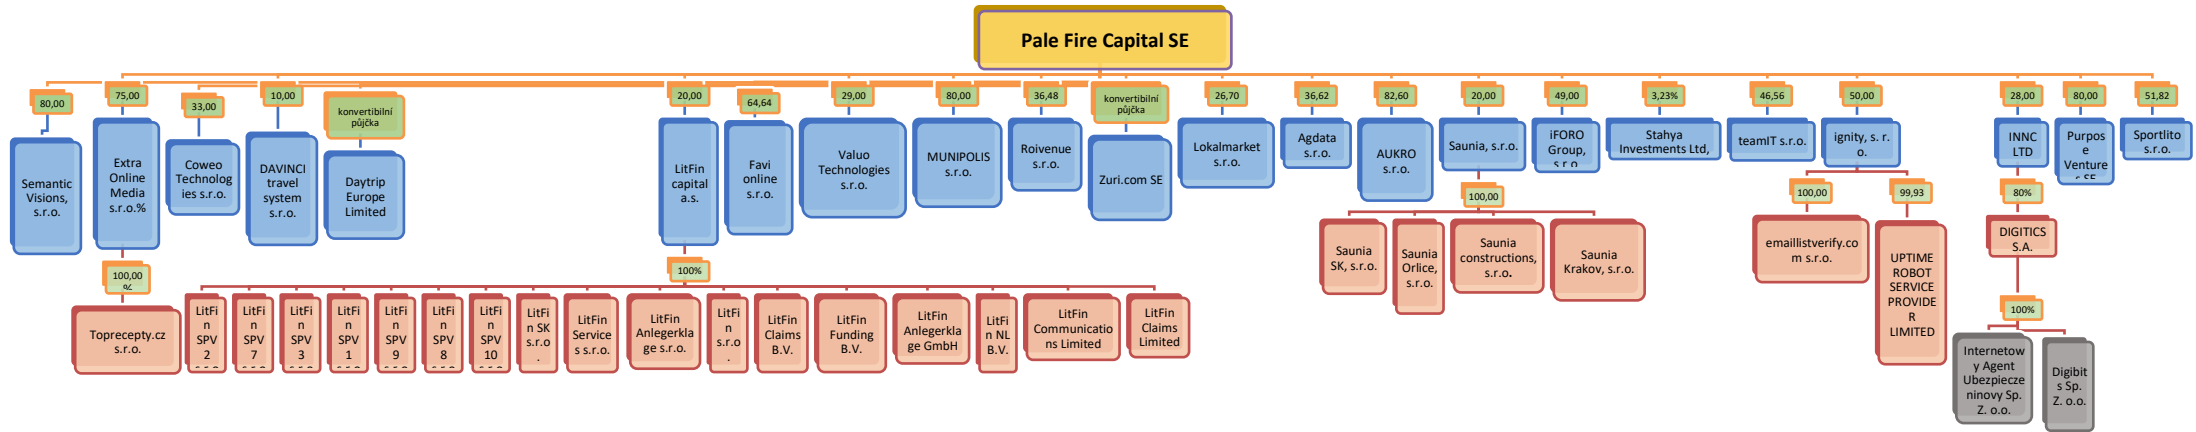 Pale Fire Capital SE
80,00
75,00
33,00
10,00
konvertibilní
půjčka
20,00
64,64
29,00
80,00
36,48
konvertibilní
půjčka
26,70
36,62
82,60
20,00
49,00
3,23%
46,56
50,00
28,00
80,00
51,82
Semantic
Visions,
s.r.o.
Extra
Online
Media
s.r.o.%
Coweo
Technolog
ies s.r.o.
DAVINCI
travel
system
s.r.o.
Daytrip
Europe
Limited
LitFin
capital
a.s.
Favi
online
s.r.o.
Valuo
Technologies
s.r.o.
MUNIPOLIS
s.r.o.
Roivenue
s.r.o.
Zuri.com SE
Lokalmarket
s.r.o.
Agdata
s.r.o.
AUKRO
s.r.o.
Saunia, s.r.o.
iFORO
Group,
s.r.o.
Stahya
Investments Ltd,
teamIT s.r.o.
ignity, s. r.
o.
INNC
LTD
Purpos
e
Venture
s SE
Sportlito
s.r.o.
100,00
%
100%
100,00
100,00
99,93
80%
Toprecepty.cz
s.r.o.
LitFi
n
SPV
2
s.r.o
LitFi
n
SPV
7
s.r.o
LitFi
n
SPV
3
s.r.o
LitFi
n
SPV
1
s.r.o
LitFi
n
SPV
9
s.r.o
LitFi
n
SPV
8
s.r.o
LitFi
n
SPV
10
s.r.o
LitFi
n SK
s.r.o
.
LitFin
Service
s s.r.o.
LitFin
Anlegerkla
ge s.r.o.
LitFi
n
s.r.o
.
LitFin
Claims
B.V.
LitFin
Funding
B.V.
LitFin
Anlegerkla
ge GmbH
LitFi
n NL
B.V.
LitFin
Communicatio
ns Limited
LitFin
Claims
Limited
Saunia
SK, s.r.o.
Saunia
Orlice,
s.r.o.
Saunia
constructions,
s.r.o.
Saunia
Krakov, s.r.o.
emaillistverify.co
m s.r.o.
UPTIME
ROBOT
SERVICE
PROVIDE
R
LIMITED
DIGITICS
S.A.
100%
Internetow
y Agent
Ubezpiecze
ninovy Sp.
Z. o.o.
Digibit
s Sp.
Z. o.o.